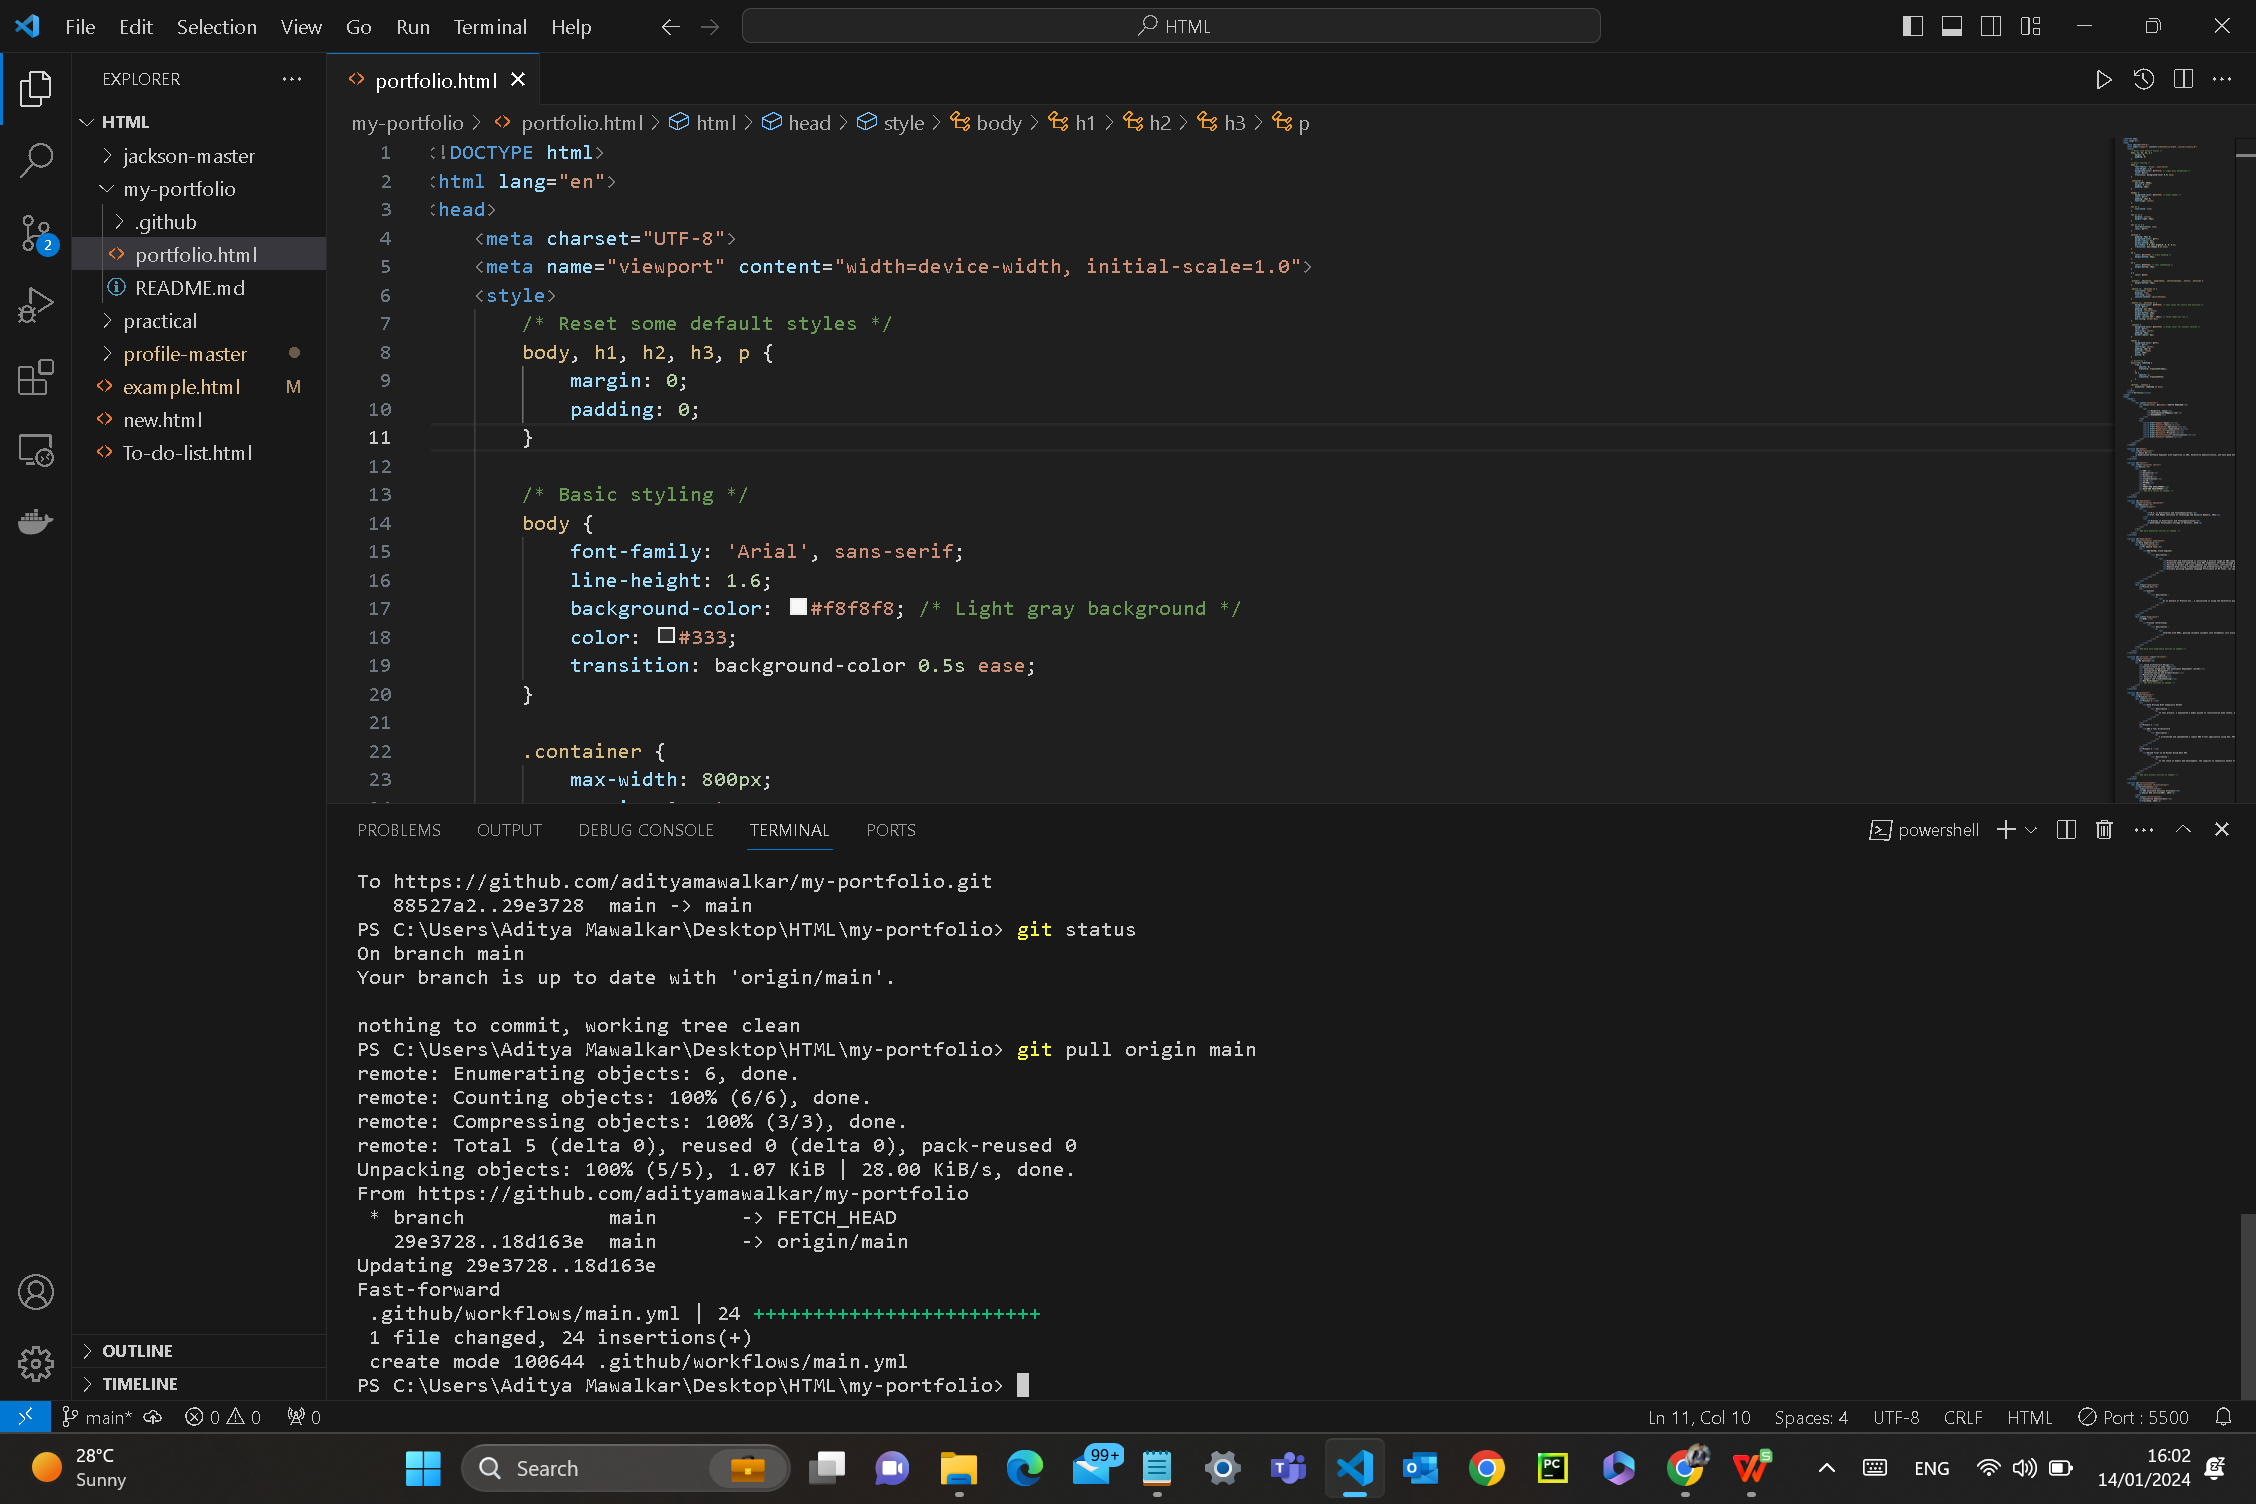 File Edit Selection View Go Run Terminal Help HTML
EXPLORER
HTML
jackson-master
my-portfolio
.github
portfolio.html
README.md
practical
profile-master
example.html M
new.html
To-do-list.html
OUTLINE
TIMELINE
2
portfolio.html
my-portfolio > portfolio.html > html > head > style > body > h1 > h2 > h3 > p
1 <!DOCTYPE html>
2 <html lang="en">
3 <head>
4 <meta charset="UTF-8">
5 <meta name="viewport" content="width=device-width, initial-scale=1.0">
6 <style>
7 /* Reset some default styles */
8 body, h1, h2, h3, p {
9 margin: 0;
10 padding: 0;
11 }
12
13 /* Basic styling */
14 body {
15 font-family: 'Arial', sans-serif;
16 line-height: 1.6;
17 background-color: #f8f8f8; /* Light gray background */
18 color: #333;
19 transition: background-color 0.5s ease;
20 }
21
22 .container {
23 max-width: 800px;
PROBLEMS OUTPUT DEBUG CONSOLE TERMINAL PORTS powershell
To https://github.com/adityamawalkar/my-portfolio.git
88527a2..29e3728 main -> main
PS C:\Users\Aditya Mawalkar\Desktop\HTML\my-portfolio> git status
On branch main
Your branch is up to date with 'origin/main'.
nothing to commit, working tree clean
PS C:\Users\Aditya Mawalkar\Desktop\HTML\my-portfolio> git pull origin main
remote: Enumerating objects: 6, done.
remote: Counting objects: 100% (6/6), done.
remote: Compressing objects: 100% (3/3), done.
remote: Total 5 (delta 0), reused 0 (delta 0), pack-reused 0
Unpacking objects: 100% (5/5), 1.07 KiB | 28.00 KiB/s, done.
From https://github.com/adityamawalkar/my-portfolio
* branch main -> FETCH_HEAD
29e3728..18d163e main -> origin/main
Updating 29e3728..18d163e
Fast-forward
.github/workflows/main.yml | 24 ++++++++++++++++++++++++
1 file changed, 24 insertions(+)
create mode 100644 .github/workflows/main.yml
PS C:\Users\Aditya Mawalkar\Desktop\HTML\my-portfolio>
main* 0 0 0 Ln 11, Col 10 Spaces: 4 UTF-8 CRLF HTML Port : 5500
28°C
Sunny
Search
99+
PC
ENG
16:02
14/01/2024